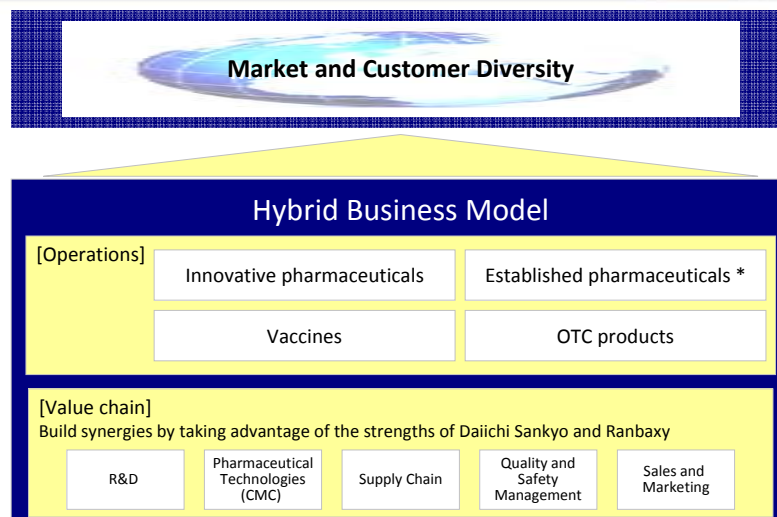 Market and Customer Diversity
Hybrid Business Model
[Operations]
Innovative pharmaceuticals
Established pharmaceuticals *
Vaccines
OTC products
[Value chain]
Build synergies by taking advantage of the strengths of Daiichi Sankyo and Ranbaxy
R&D
Pharmaceutical
Technologies
(CMC)
Supply Chain
Quality and
Safety
Management
Sales and
Marketing